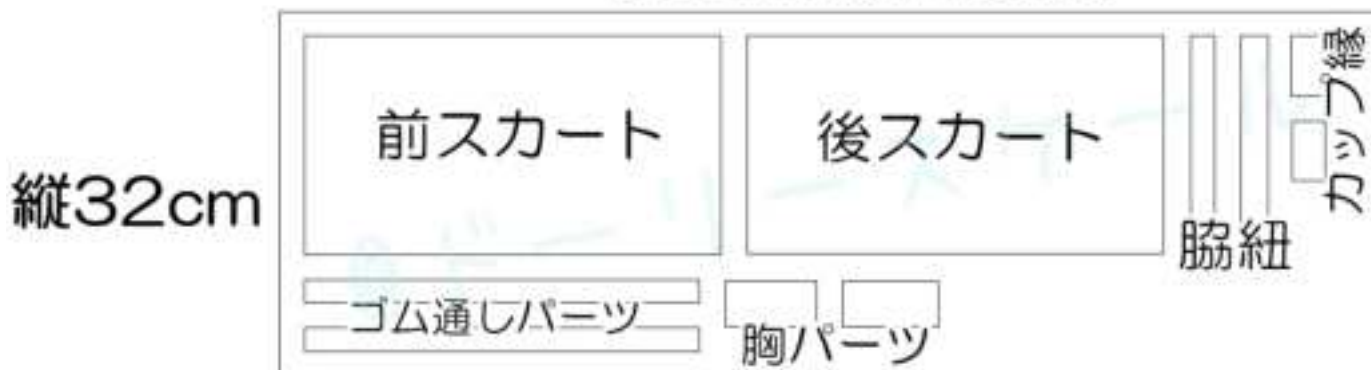 前スカート
後スカート
カップ縁
縦32cm
脇紐
ゴム通しパーツ
胸パーツ